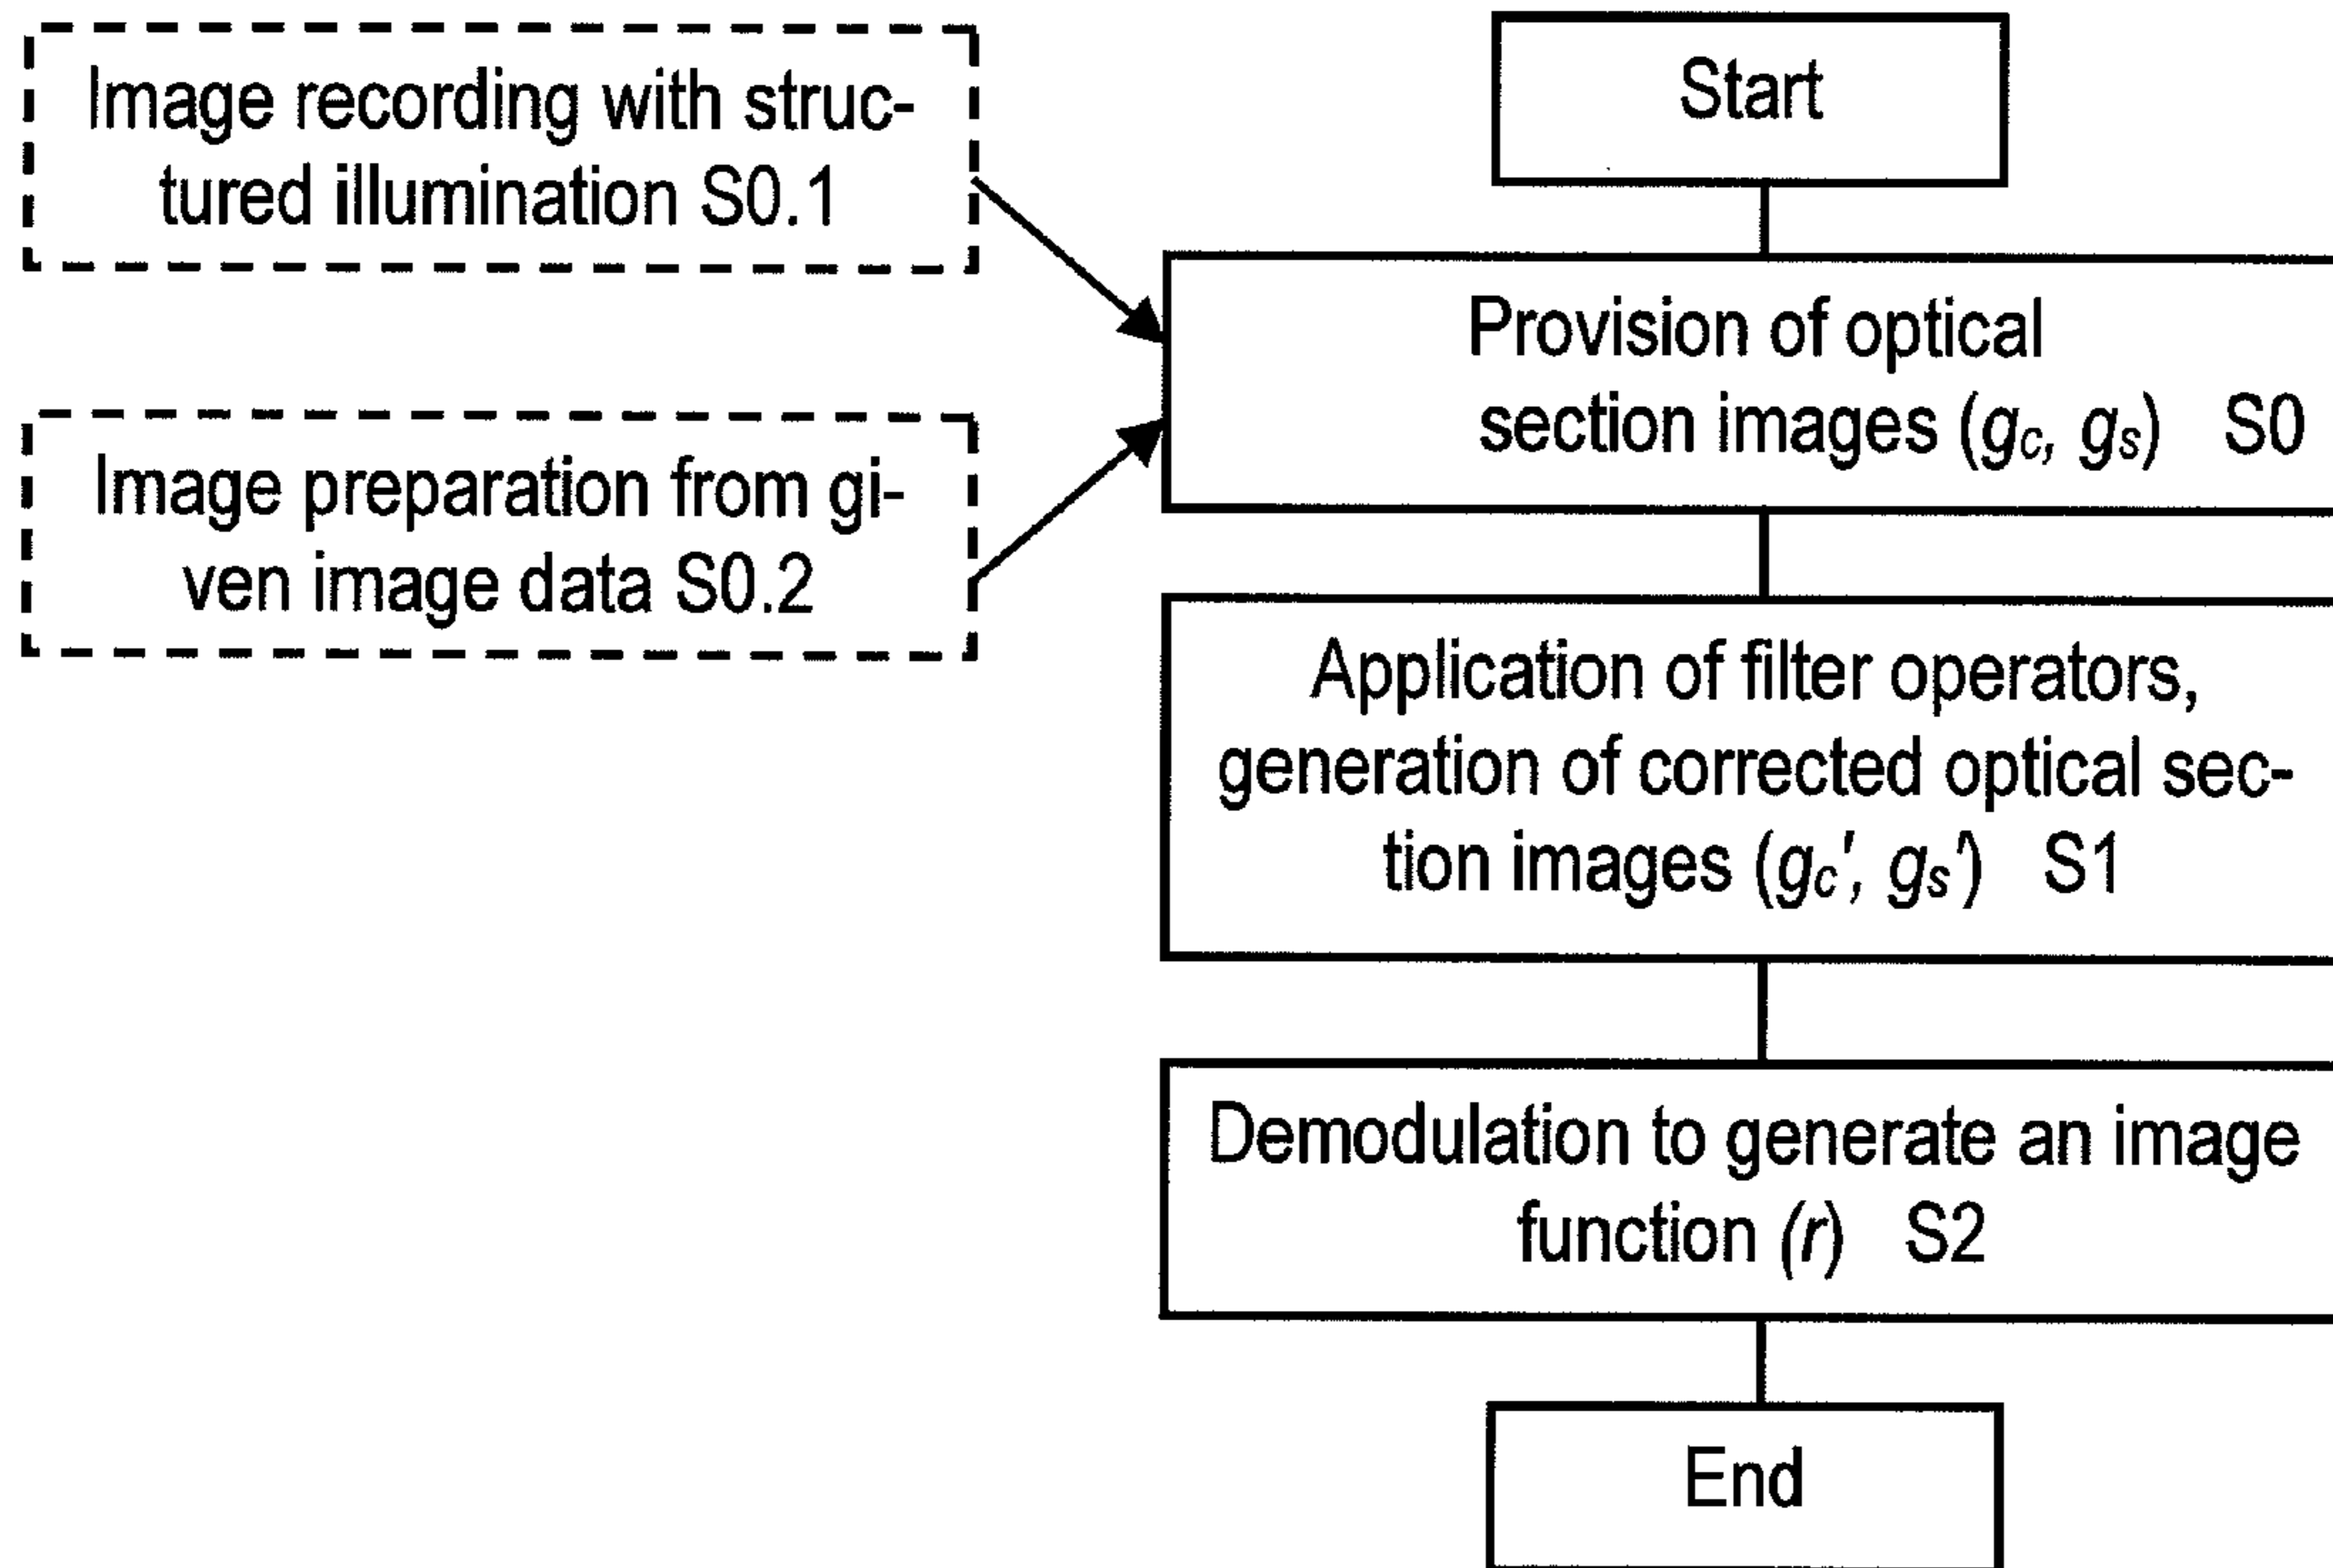 Image recording with struc-
tured illumination S0.1
Image preparation from gi-
ven image data S0.2
Start
Provision of optical
section images (gc, gs) S0
Application of filter operators,
generation of corrected optical sec-
tion images (gc', gs') S1
Demodulation to generate an image
function (r) S2
End